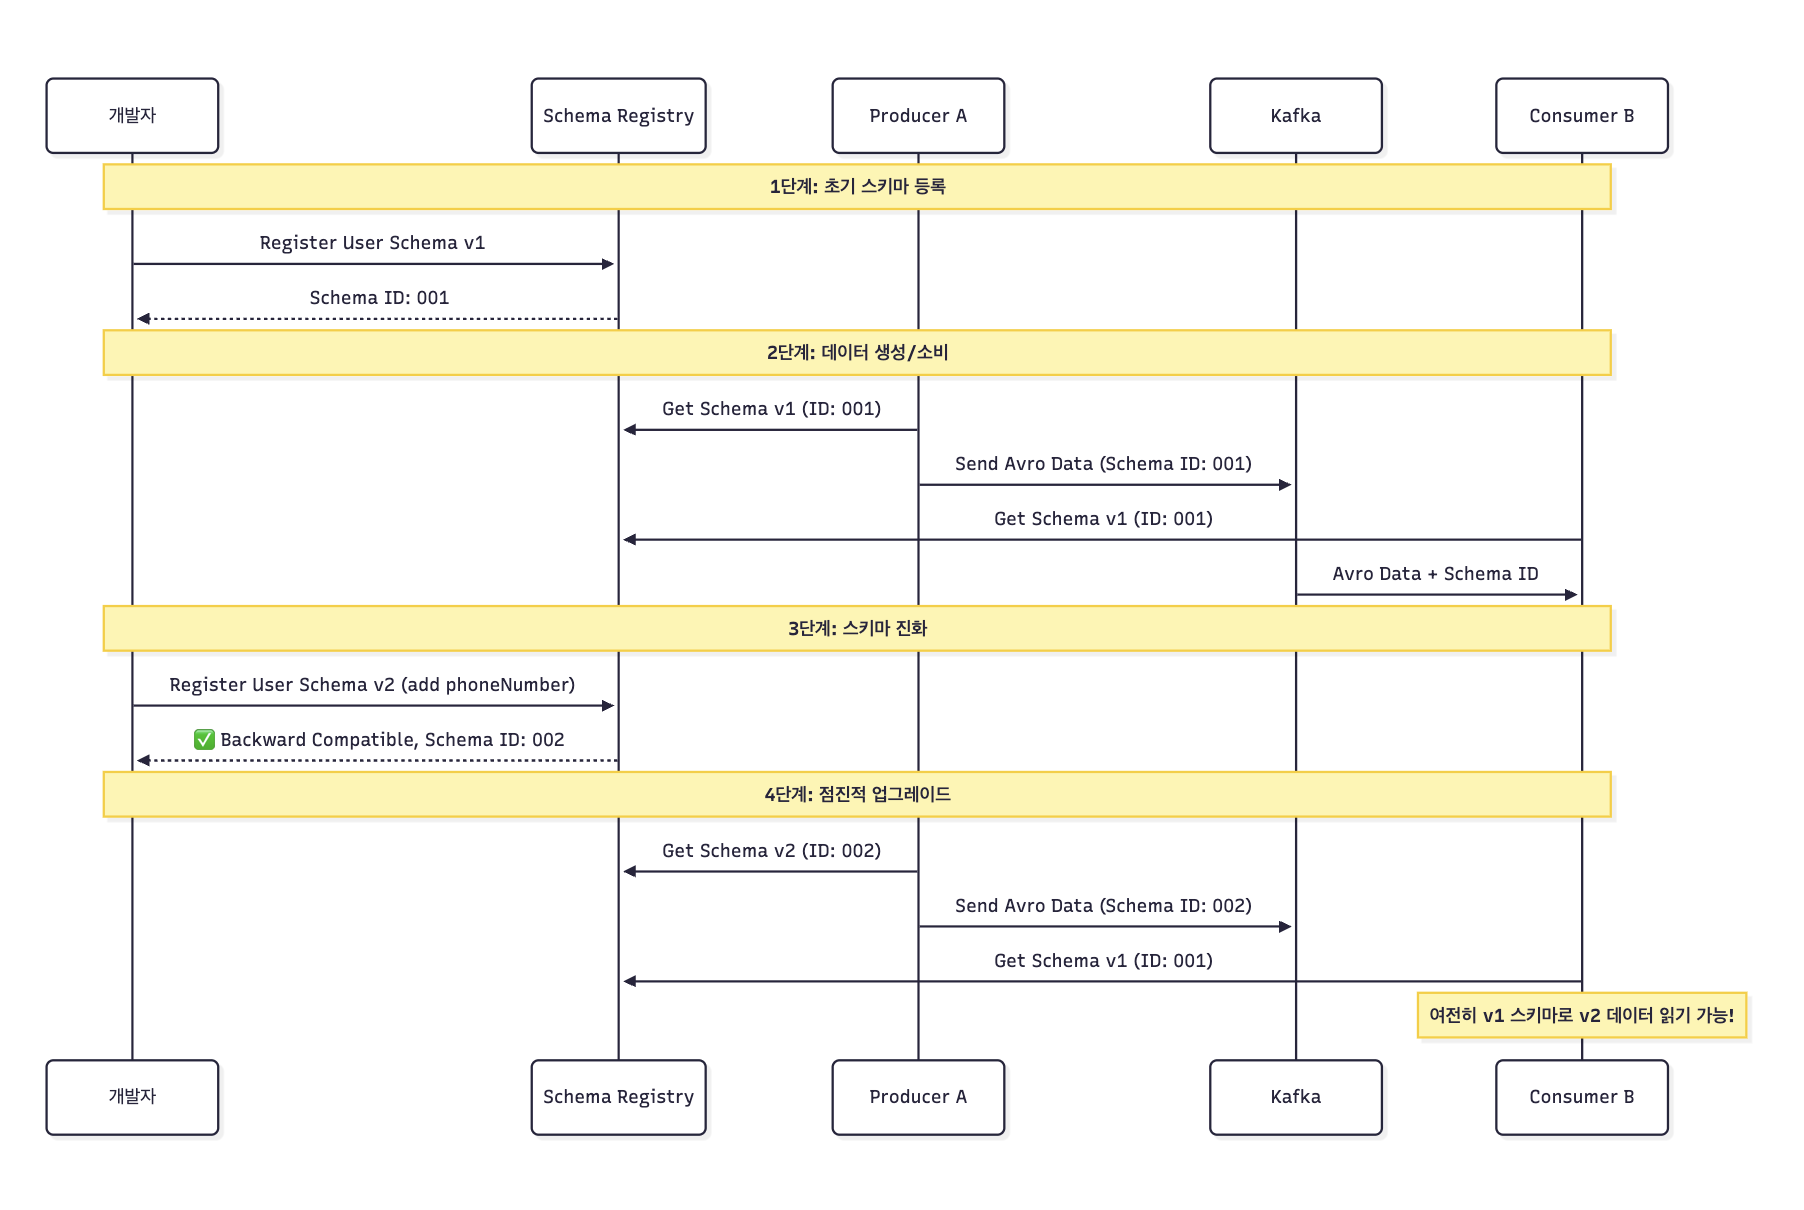 개발자
Schema Registry
Producer A
Kafka
Consumer B
1단계: 초기 스키마 등록
Register User Schema v1
Schema ID: 001
2단계: 데이터 생성/소비
Get Schema v1 (ID: 001)
Send Avro Data (Schema ID: 001)
Get Schema v1 (ID: 001)
Avro Data + Schema ID
3단계: 스키마 진화
Register User Schema v2 (add phoneNumber)
✅ Backward Compatible, Schema ID: 002
4단계: 점진적 업그레이드
Get Schema v2 (ID: 002)
Send Avro Data (Schema ID: 002)
Get Schema v1 (ID: 001)
여전히 v1 스키마로 v2 데이터 읽기 가능!
개발자
Schema Registry
Producer A
Kafka
Consumer B